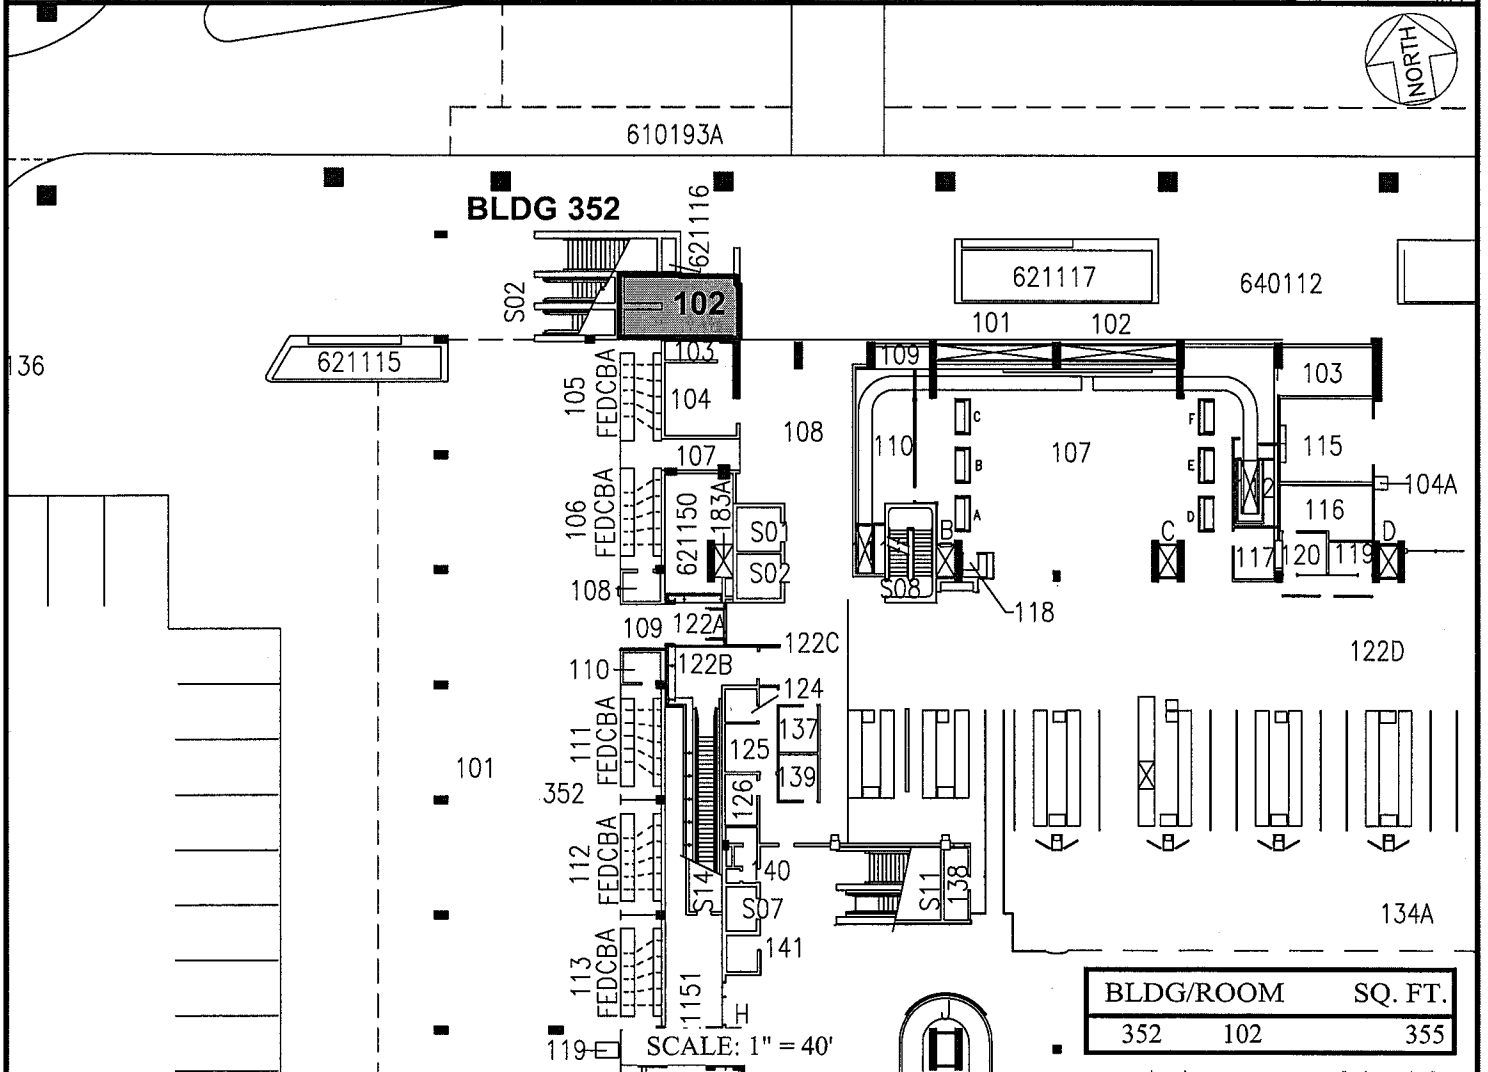 NORTH
610193A
BLDG 352
621116
S02
102
621117
640112
101
102
136
621115
103
109
103
105
FEDCBA
104
108
110
107
115
C
F
B
E
A
D
107
104A
106
FEDCBA
621150
183A
S01
S02
116
B
C
D
117
120
119
S08
108
118
109
122A
122C
122D
110
122B
124
111
FEDCBA
137
125
139
101
352
126
112
FEDCBA
140
S14
S07
S11
138
134A
141
113
FEDCBA
1151
H
J
119
SCALE: 1" = 40'
BLDG/ROOM SQ. FT.
352 102 355